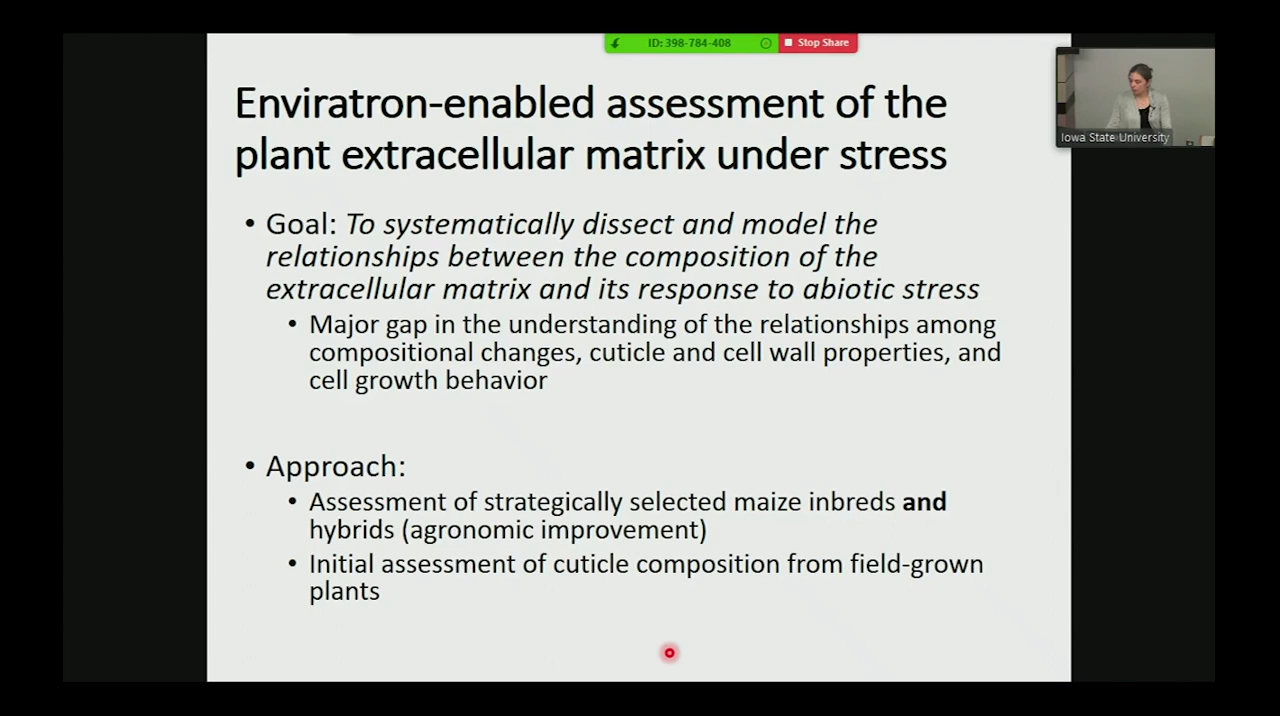 ID: 398-784-408
Stop Share
Enviratron-enabled assessment of the
plant extracellular matrix under stress
Iowa State University
• Goal: To systematically dissect and model the
relationships between the composition of the
extracellular matrix and its response to abiotic stress
• Major gap in the understanding of the relationships among
compositional changes, cuticle and cell wall properties, and
cell growth behavior
• Approach:
• Assessment of strategically selected maize inbreds and
hybrids (agronomic improvement)
• Initial assessment of cuticle composition from field-grown
plants